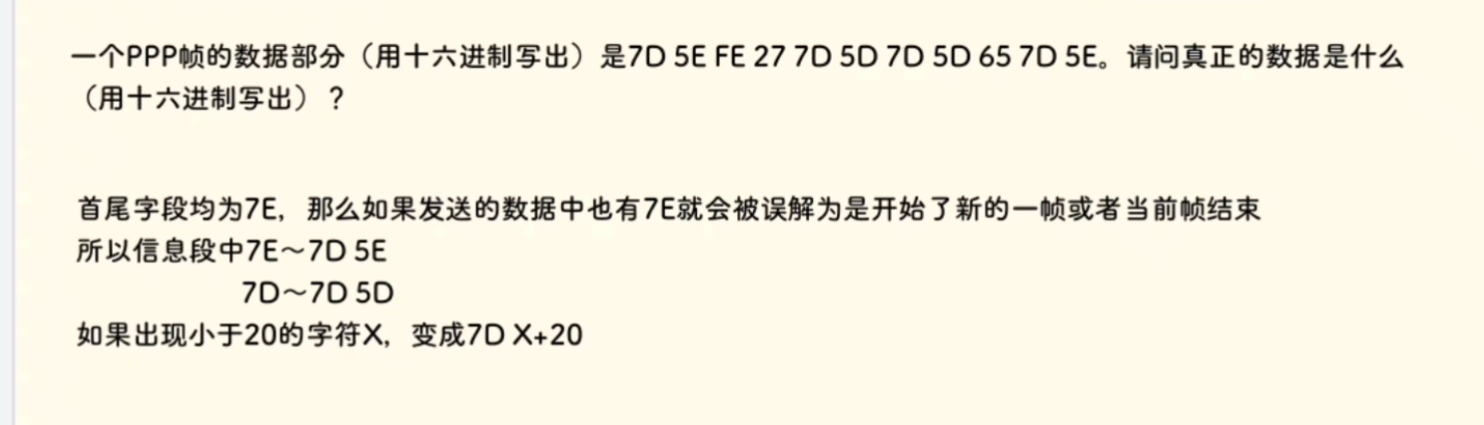 一个PPP帧的数据部分（用十六进制写出）是7D 5E FE 27 7D 5D 7D 5D 65 7D 5E。请问真正的数据是什么
（用十六进制写出）？
首尾字段均为7E，那么如果发送的数据中也有7E就会被误解为是开始了新的一帧或者当前帧结束
所以信息段中7E～7D 5E
7D～7D 5D
如果出现小于20的字符X，变成7D X+20